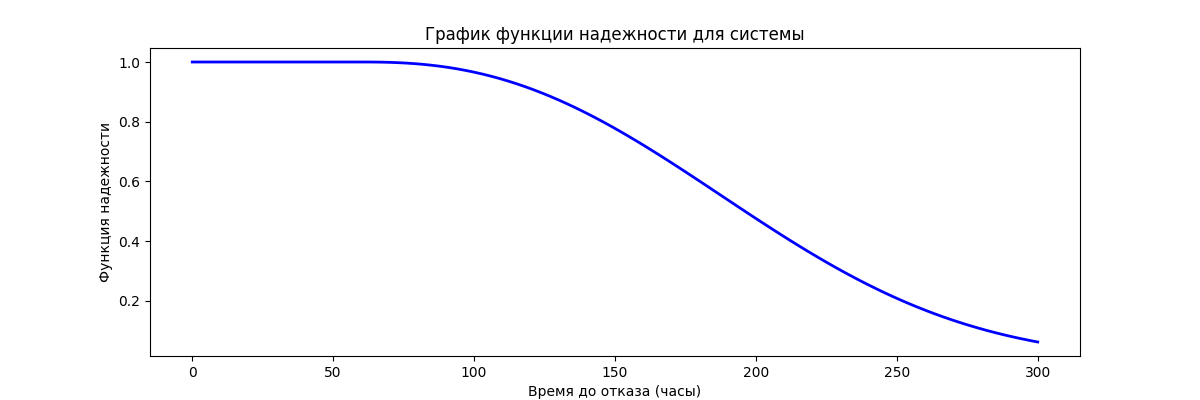 График функции надежности для системы
Функция надежности
1.0
0.8
0.6
0.4
0.2
0 50 100 150 200 250 300
Время до отказа (часы)